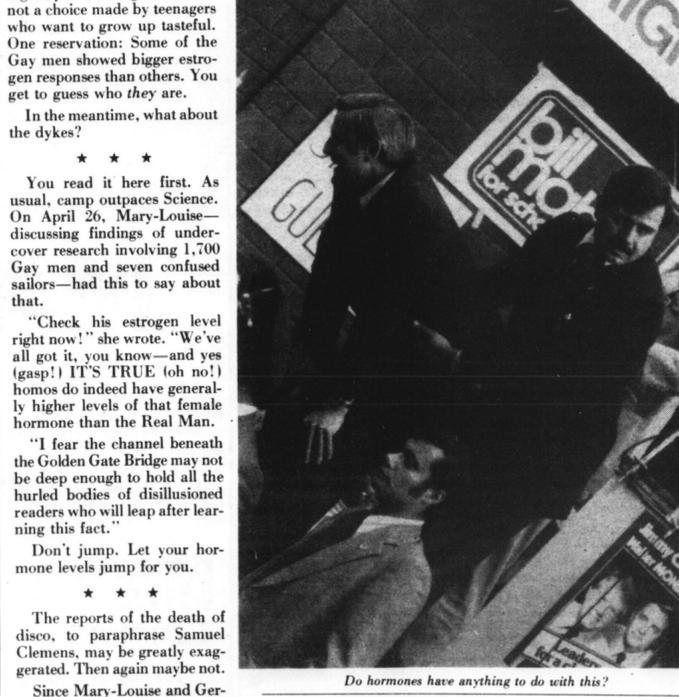 not a choice made by teenagers
who want to grow up tasteful.
One reservation: Some of the
Gay men showed bigger estro-
gen responses than others. You
get to guess who they are.
In the meantime, what about
the dykes?
★ ★ ★
You read it here first. As
usual, camp outpaces Science.
On April 26, Mary-Louise—
discussing findings of under-
cover research involving 1,700
Gay men and seven confused
sailors—had this to say about
that.
"Check his estrogen level
right now!" she wrote. "We've
all got it, you know—and yes
(gasp!) IT'S TRUE (oh no!)
homos do indeed have general-
ly higher levels of that female
hormone than the Real Man.
"I fear the channel beneath
the Golden Gate Bridge may not
be deep enough to hold all the
hurled bodies of disillusioned
readers who will leap after lear-
ning this fact."
Don't jump. Let your hor-
mone levels jump for you.
★ ★ ★
The reports of the death of
disco, to paraphrase Samuel
Clemens, may be greatly exag-
gerated. Then again maybe not.
Since Mary-Louise and Ger-
IG
bill
mo
for scho
GU
Jimmy C
Leader
for a c
Do hormones have anything to do with this?